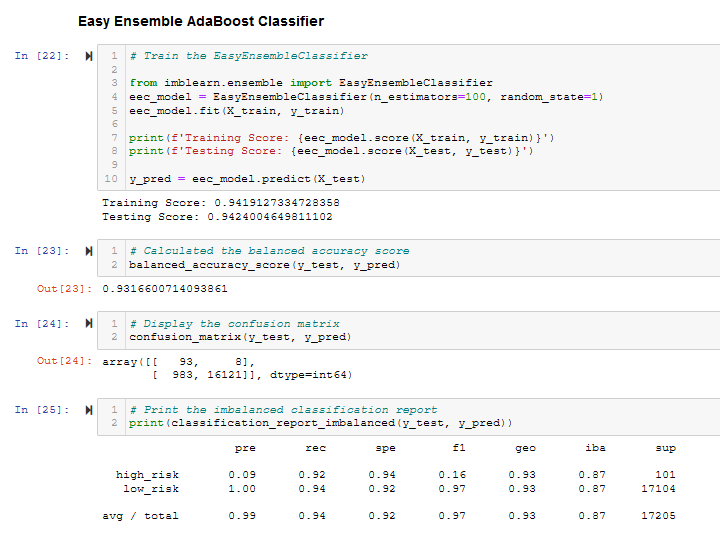 Easy Ensemble AdaBoost Classifier
In [22]:
1 # Train the EasyEnsembleClassifier
2
3 from imblearn.ensemble import EasyEnsembleClassifier
4 eec_model = EasyEnsembleClassifier(n_estimators=100, random_state=1)
5 eec_model.fit(X_train, y_train)
6
7 print(f'Training Score: {eec_model.score(X_train, y_train)}')
8 print(f'Testing Score: {eec_model.score(X_test, y_test)}')
9
10 y_pred = eec_model.predict(X_test)
Training Score: 0.9419127334728358
Testing Score: 0.9424004649811102
In [23]:
1 # Calculated the balanced accuracy score
2 balanced_accuracy_score(y_test, y_pred)
Out[23]: 0.9316600714093861
In [24]:
1 # Display the confusion matrix
2 confusion_matrix(y_test, y_pred)
Out[24]: array([[   93,     8],
       [  983, 16121]], dtype=int64)
In [25]:
1 # Print the imbalanced classification report
2 print(classification_report_imbalanced(y_test, y_pred))
pre rec spe f1 geo iba sup
high_risk 0.09 0.92 0.94 0.16 0.93 0.87 101
low_risk 1.00 0.94 0.92 0.97 0.93 0.87 17104
avg / total 0.99 0.94 0.92 0.97 0.93 0.87 17205